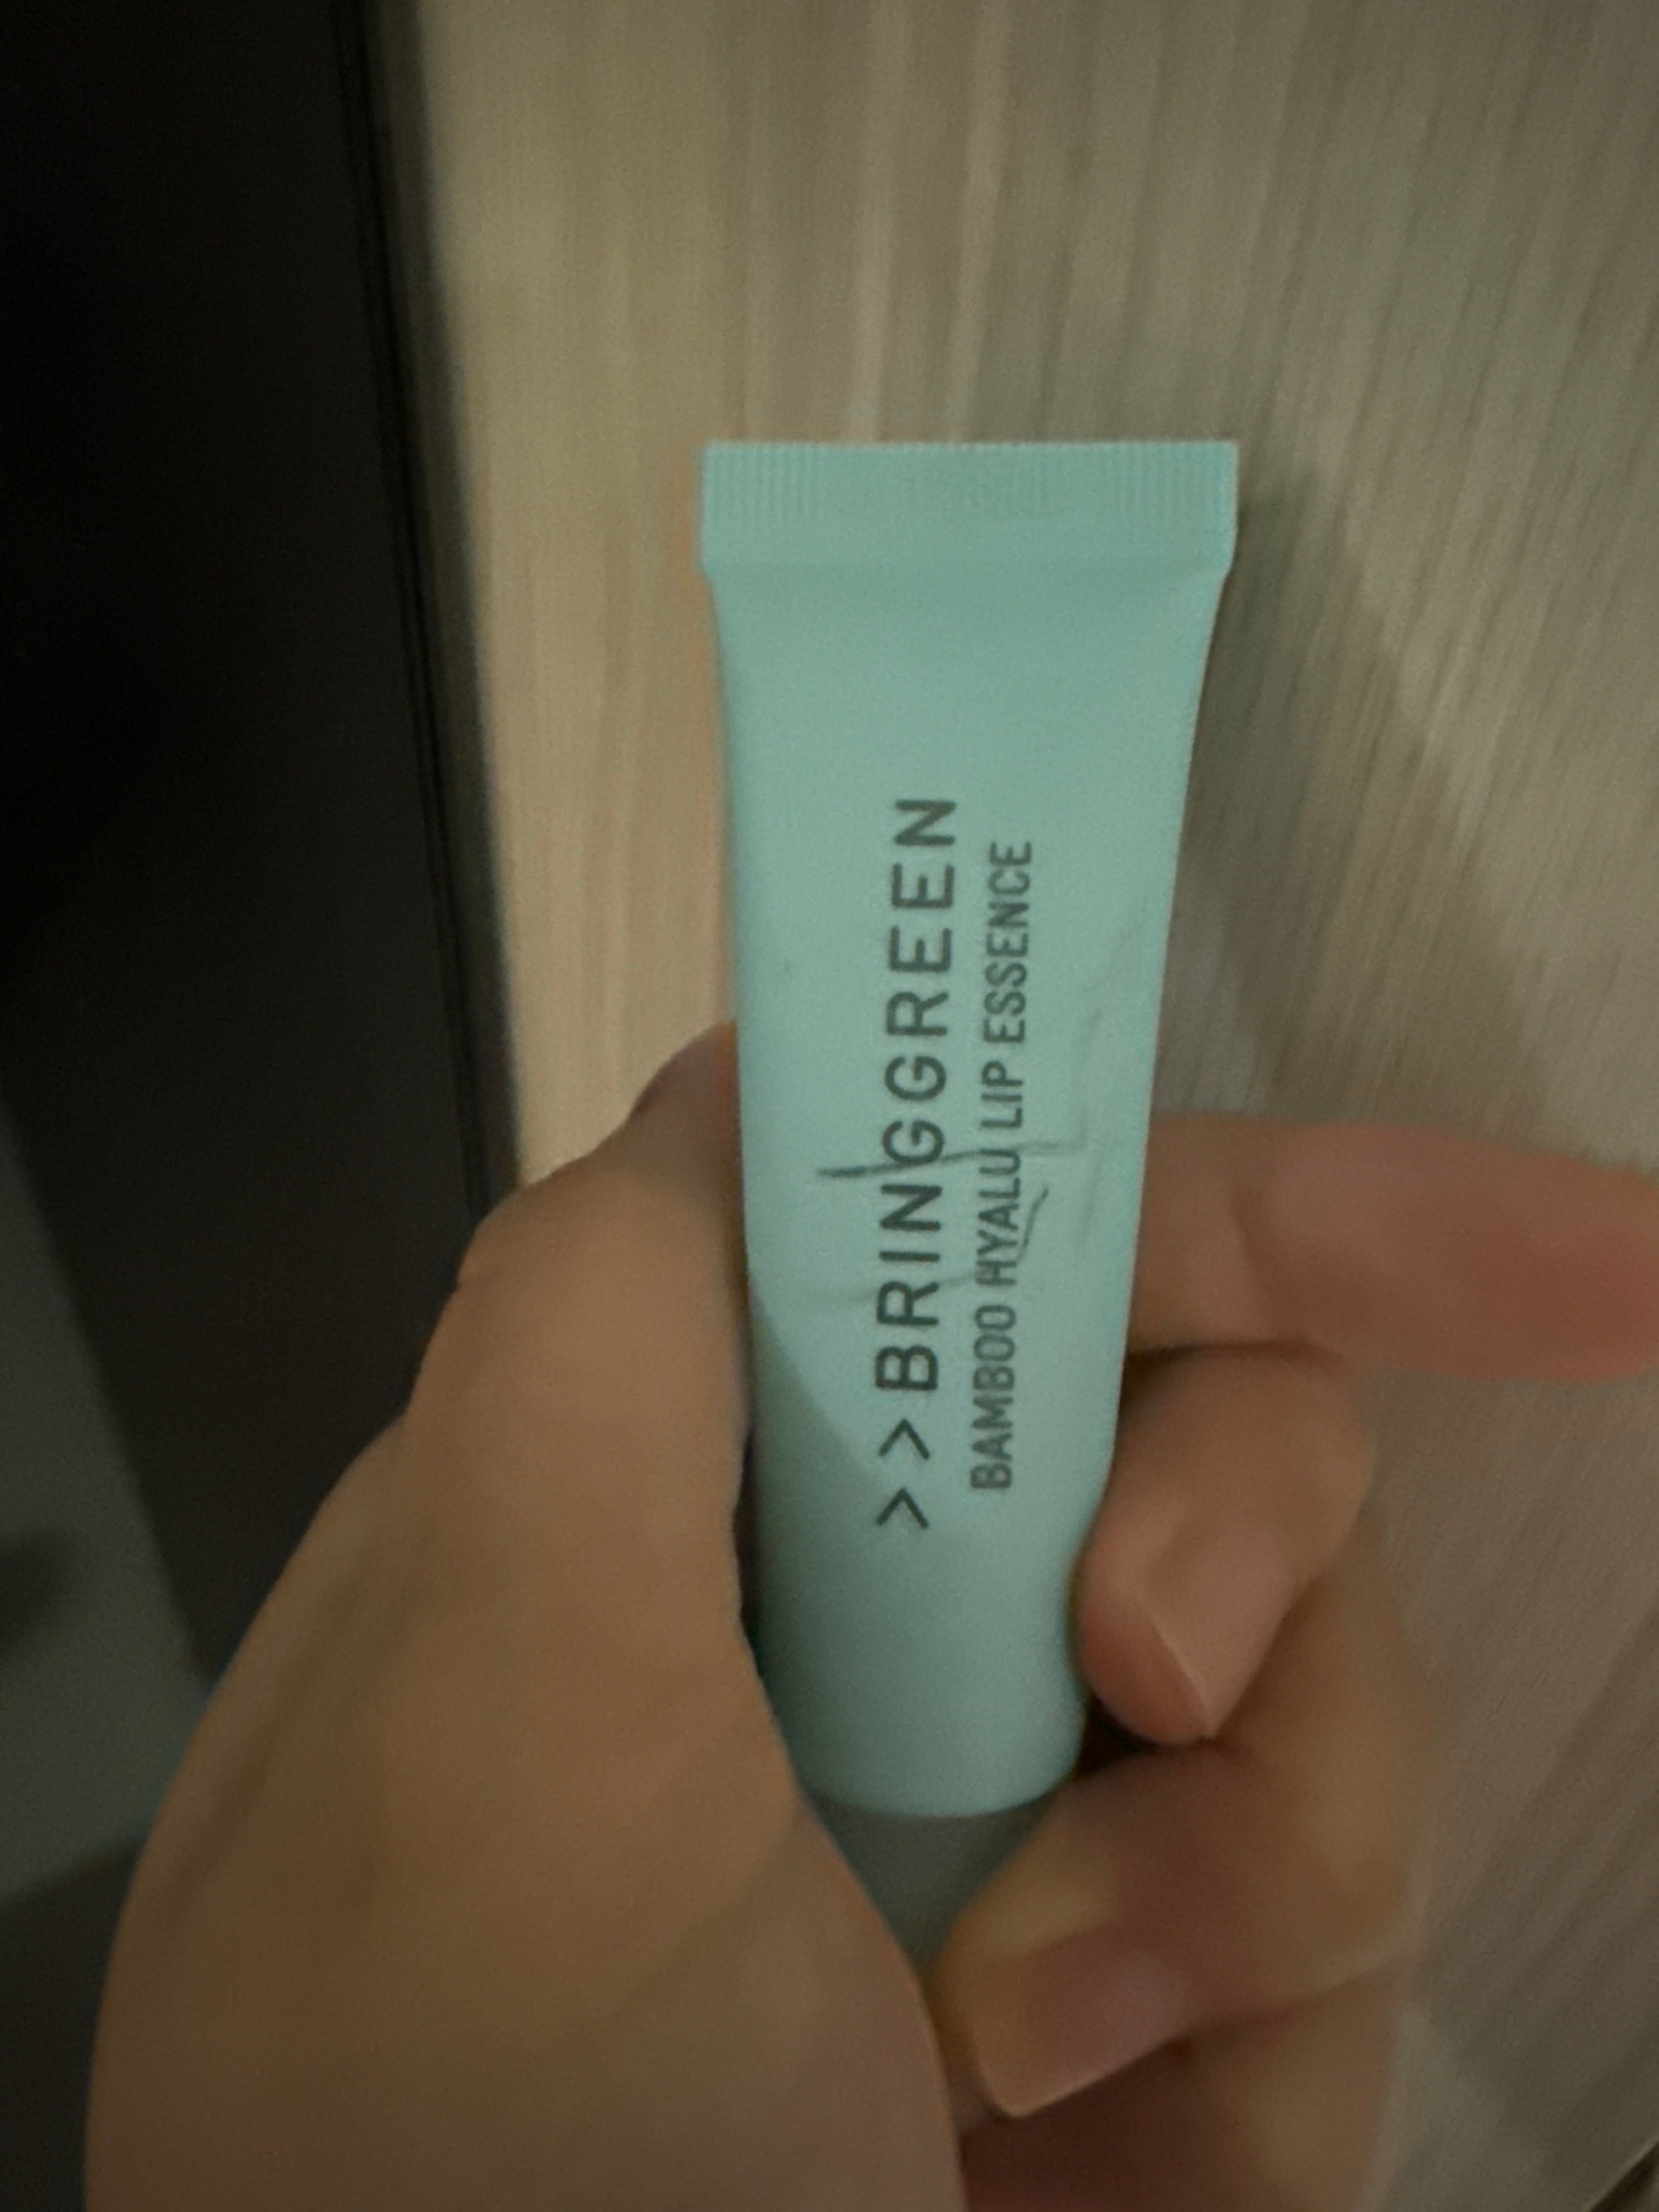 >>BRINGGREEN
BAMBOO HYALU LIP ESSENCE